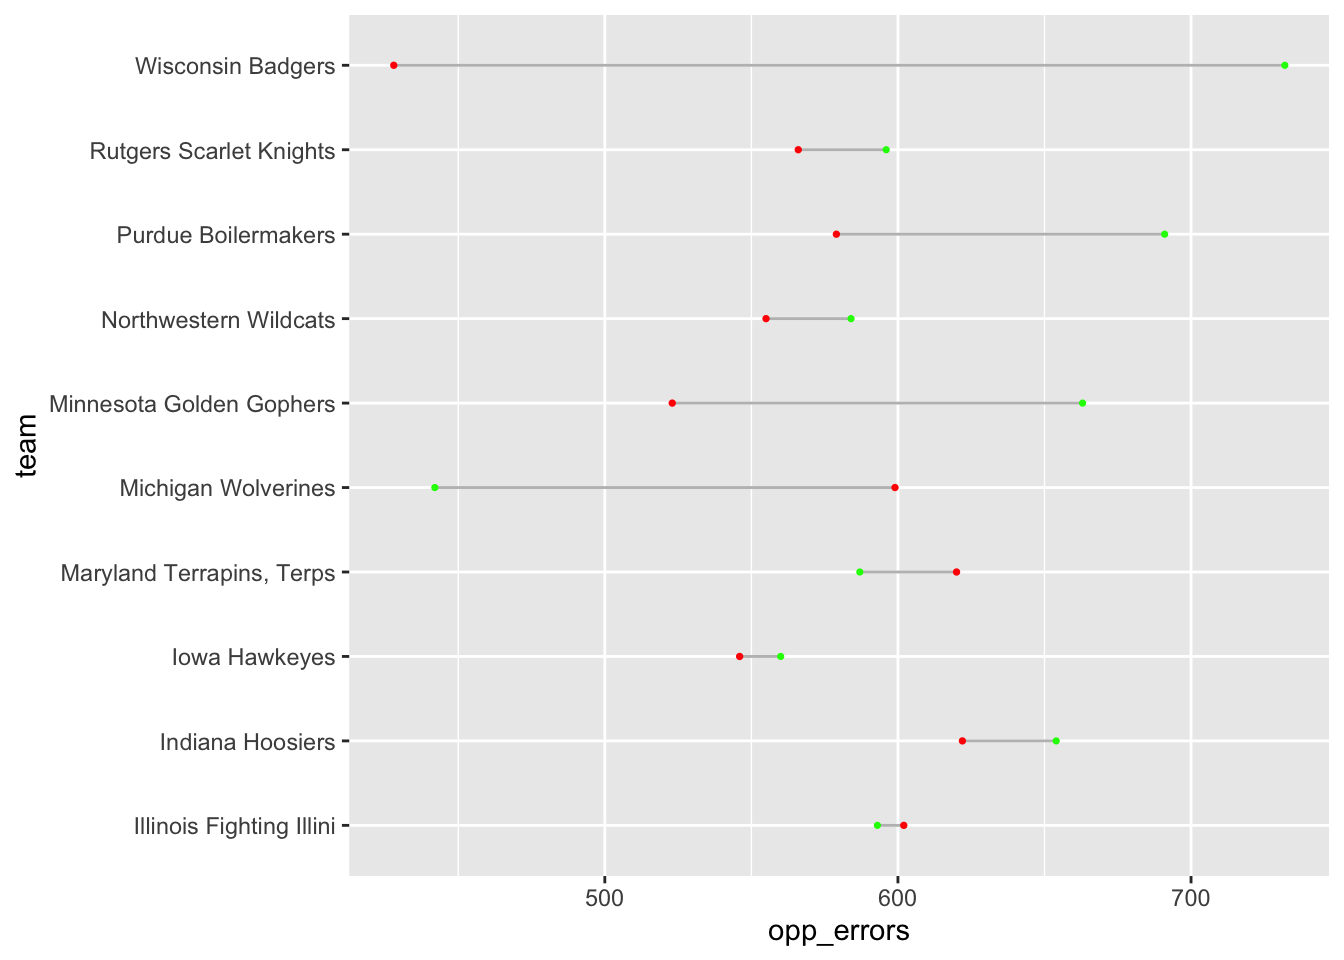 Wisconsin Badgers
Rutgers Scarlet Knights
Purdue Boilermakers
Northwestern Wildcats
Minnesota Golden Gophers
Michigan Wolverines
Maryland Terrapins, Terps
Iowa Hawkeyes
Indiana Hoosiers
Illinois Fighting Illini
team
500 600 700
opp_errors